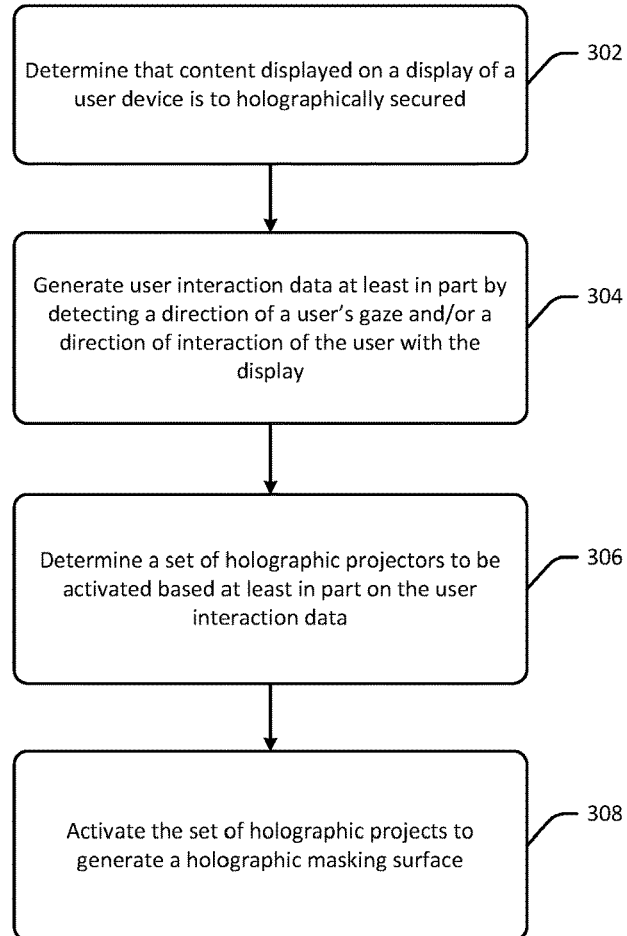 Determine that content displayed on a display of a
user device is to holographically secured
302
Generate user interaction data at least in part by
detecting a direction of a user's gaze and/or a
direction of interaction of the user with the
display
304
Determine a set of holographic projectors to be
activated based at least in part on the user
interaction data
306
Activate the set of holographic projects to
generate a holographic masking surface
308